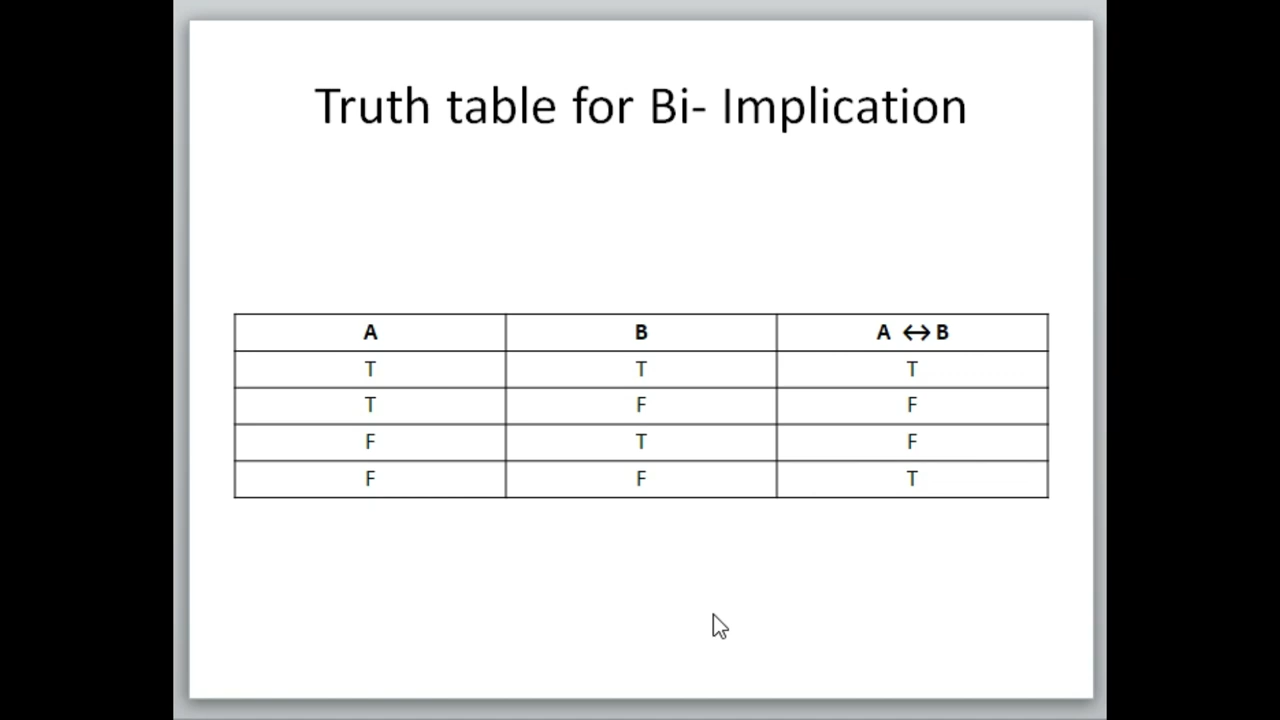 Truth table for Bi- Implication
A B A ↔ B
T T T
T F F
F T F
F F T